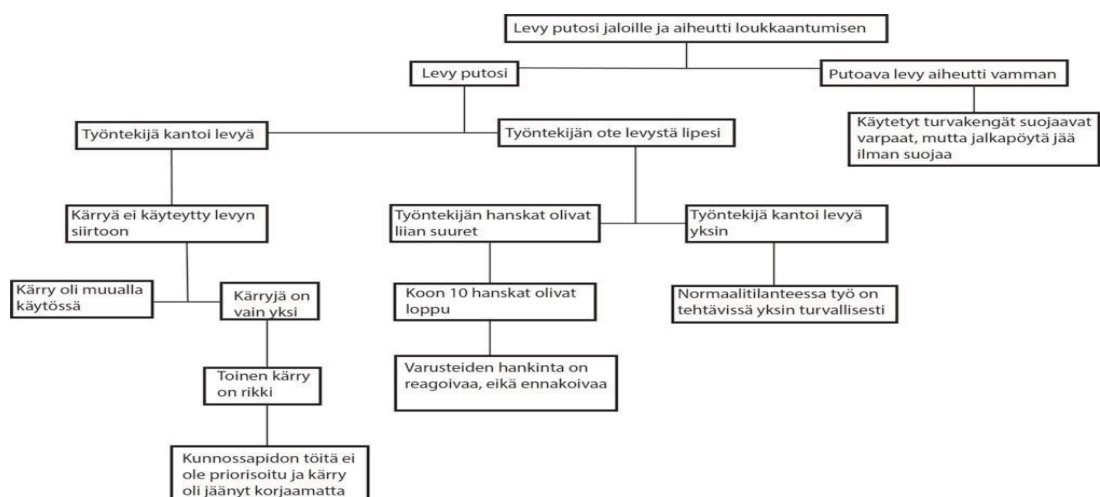 Levy putosi jaloille ja aiheutti loukkaantumisen
Levy putosi
Putoava levy aiheutti vamman
Työntekijä kantoi levyä
Työntekijän ote levystä lipesi
Käytetyt turvakengät suojaavat
varpaat, mutta jalkapöytä jää
ilman suojaa
Kärryä ei käyteytty levyn
siirtoon
Työntekijän hanskat olivat
liian suuret
Työntekijä kantoi levyä
yksin
Kärry oli muualla
käytössä
Kärryjä on
vain yksi
Koon 10 hanskat olivat
loppu
Normaalitilanteessa työ on
tehtävissä yksin turvallisesti
Toinen kärry
on rikki
Varusteiden hankinta on
reagoivaa, eikä ennakoivaa
Kunnossapidon töitä ei
ole priorisoitu ja kärry
oli jäänyt korjaamatta